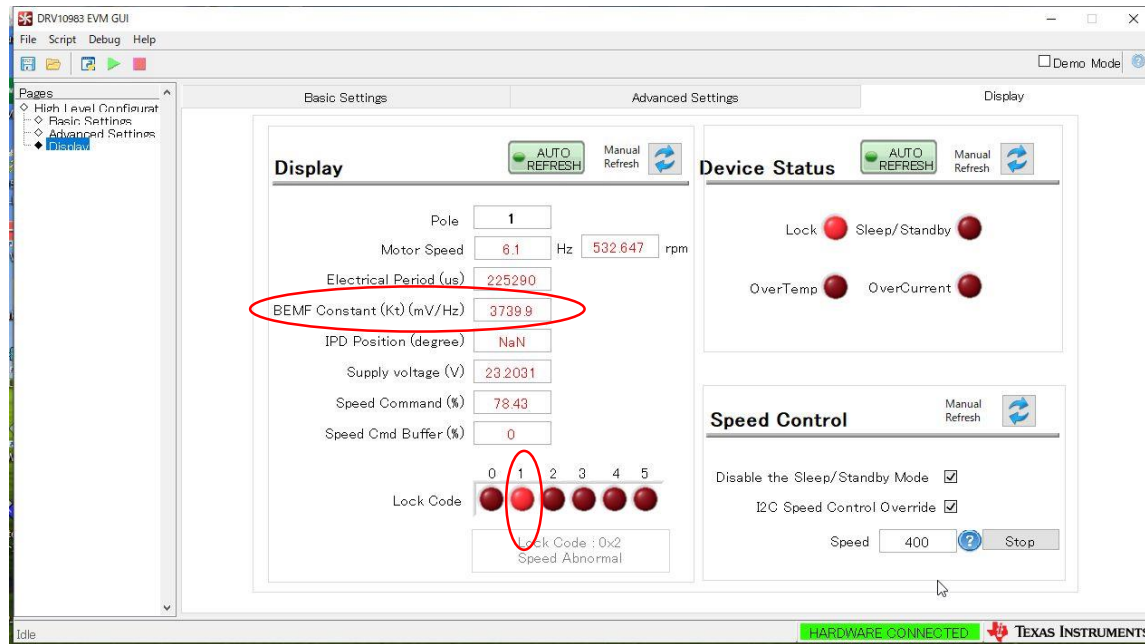 DRV10983 EVM GUI
File Script Debug Help
Demo Mode
Pages
High Level Configurat
Basic Settings
Advanced Settings
Display
Basic Settings Advanced Settings Display
Display AUTO REFRESH Manual Refresh
Pole 1
Motor Speed 6.1 Hz 532.647 rpm
Electrical Period (us) 225290
BEMF Constant (Kt) (mV/Hz) 3739.9
IPD Position (degree) NaN
Supply voltage (V) 23.2031
Speed Command (%) 78.43
Speed Cmd Buffer (%) 0
0 1 2 3 4 5
Lock Code
Lock Code : 0x2
Speed Abnormal
Device Status AUTO REFRESH Manual Refresh
Lock Sleep/Standby
OverTemp OverCurrent
Speed Control Manual Refresh
Disable the Sleep/Standby Mode
I2C Speed Control Override
Speed 400 ? Stop
Idle HARDWARE CONNECTED TEXAS INSTRUMENTS